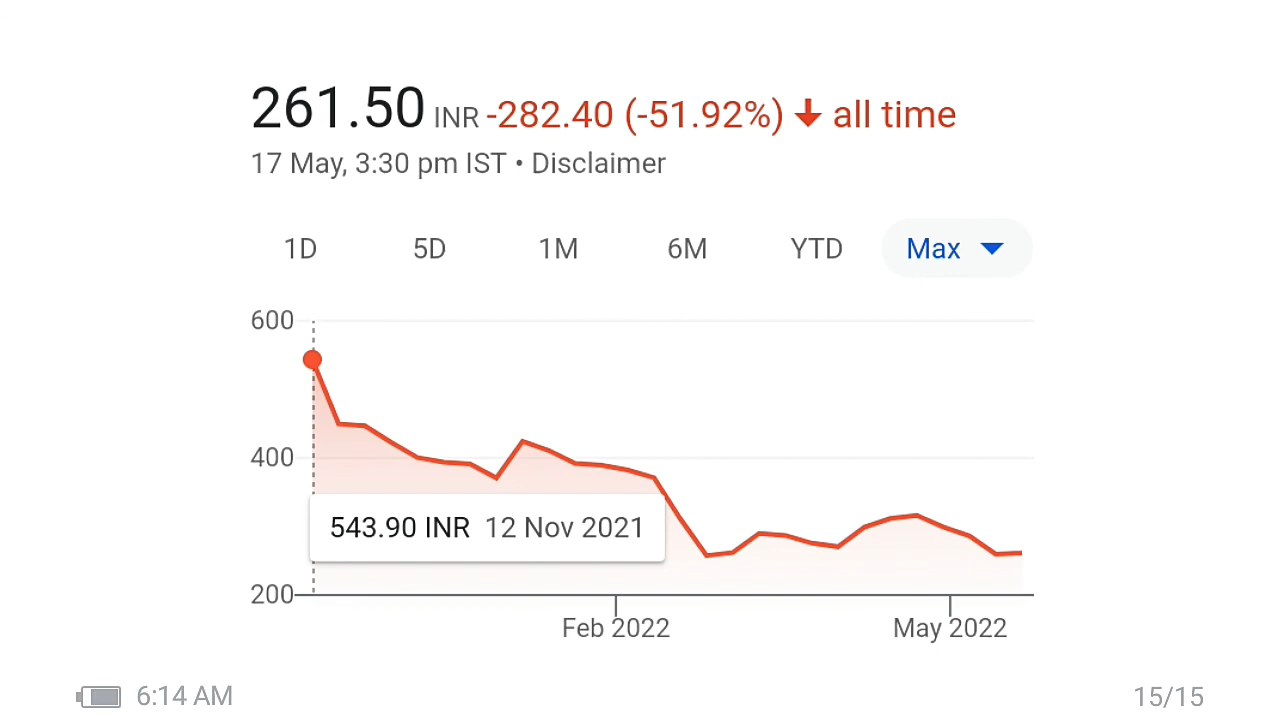 261.50 INR -282.40 (-51.92%) ↓ all time
17 May, 3:30 pm IST • Disclaimer
1D 5D 1M 6M YTD Max
600
400
543.90 INR 12 Nov 2021
200
Feb 2022 May 2022
6:14 AM 15/15